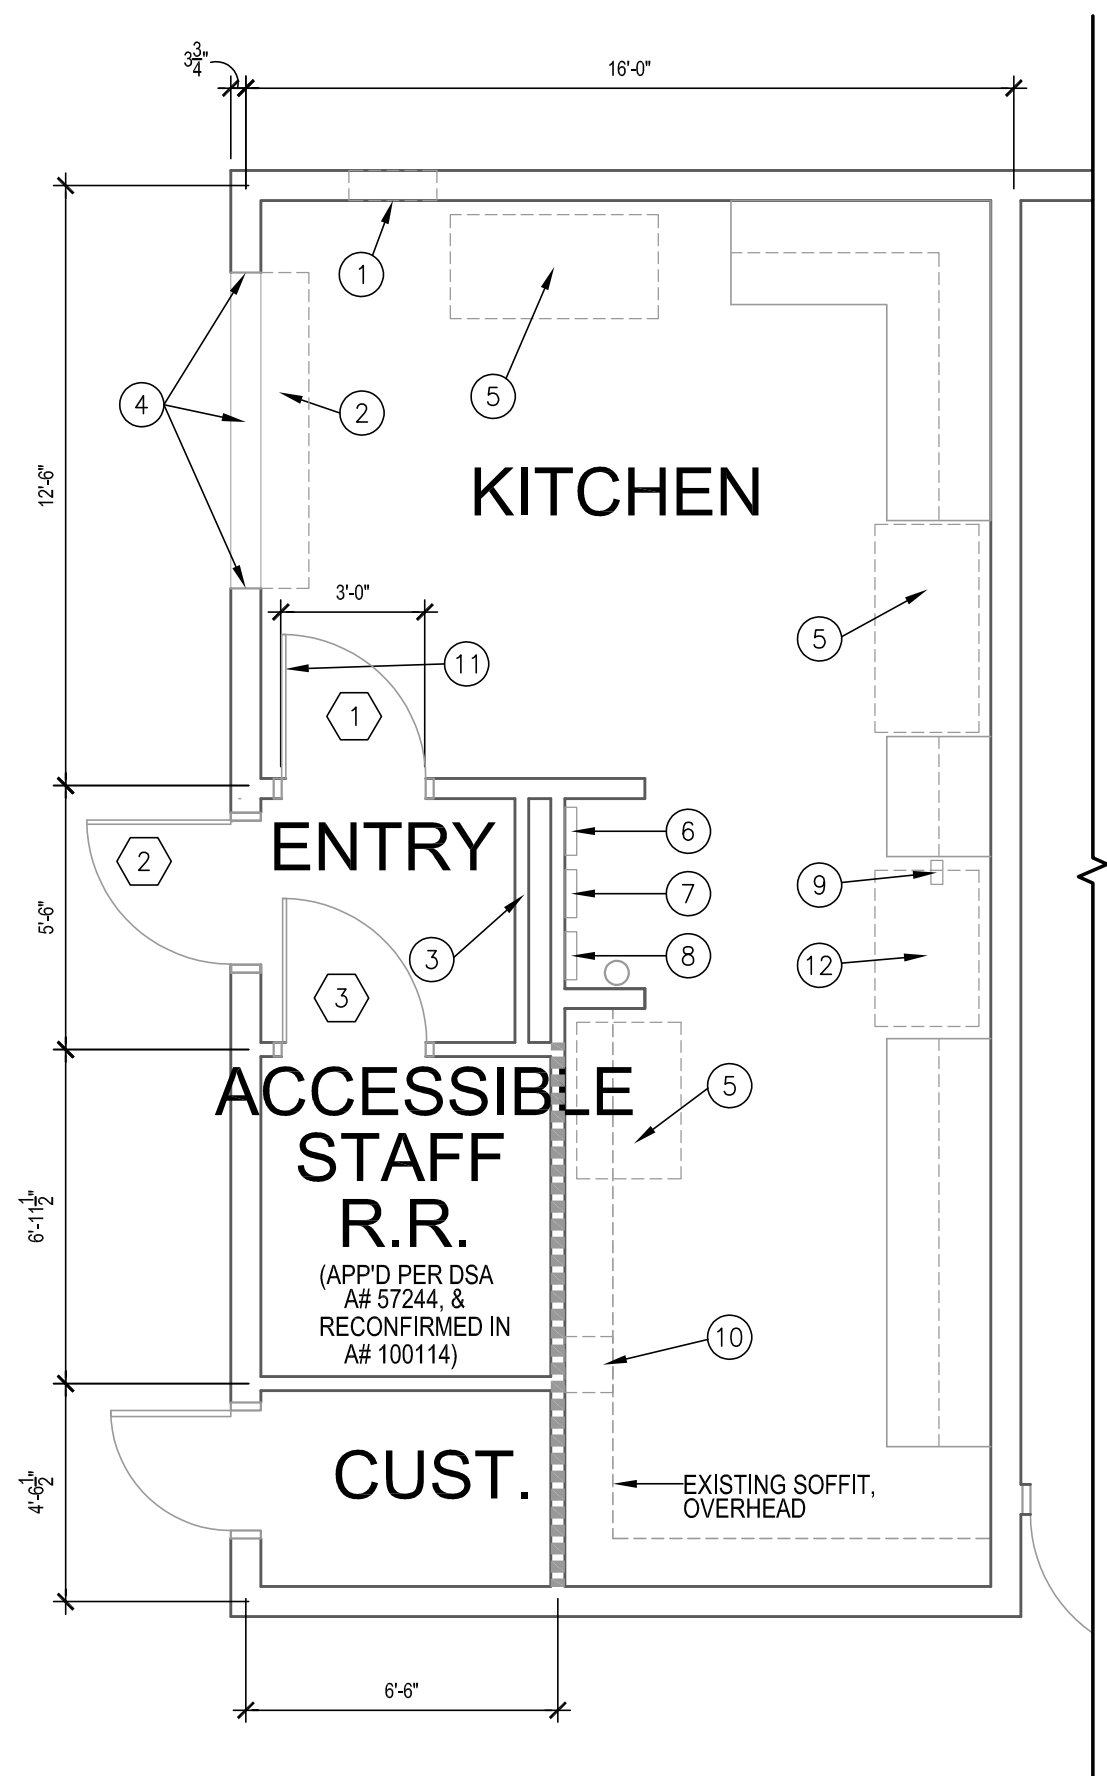 3 3/4"
16'-0"
1
5
4
2
12'-6"
KITCHEN
3'-0"
5
11
1
6
ENTRY
2
7
9
5'-6"
3
8
12
3
ACCESSIBLE
5
STAFF
6'-11 1/2"
R.R.
(APP'D PER DSA
A# 57244, &
RECONFIRMED IN
A# 100114)
10
CUST.
4'-6 1/2"
EXISTING SOFFIT,
OVERHEAD
6'-6"